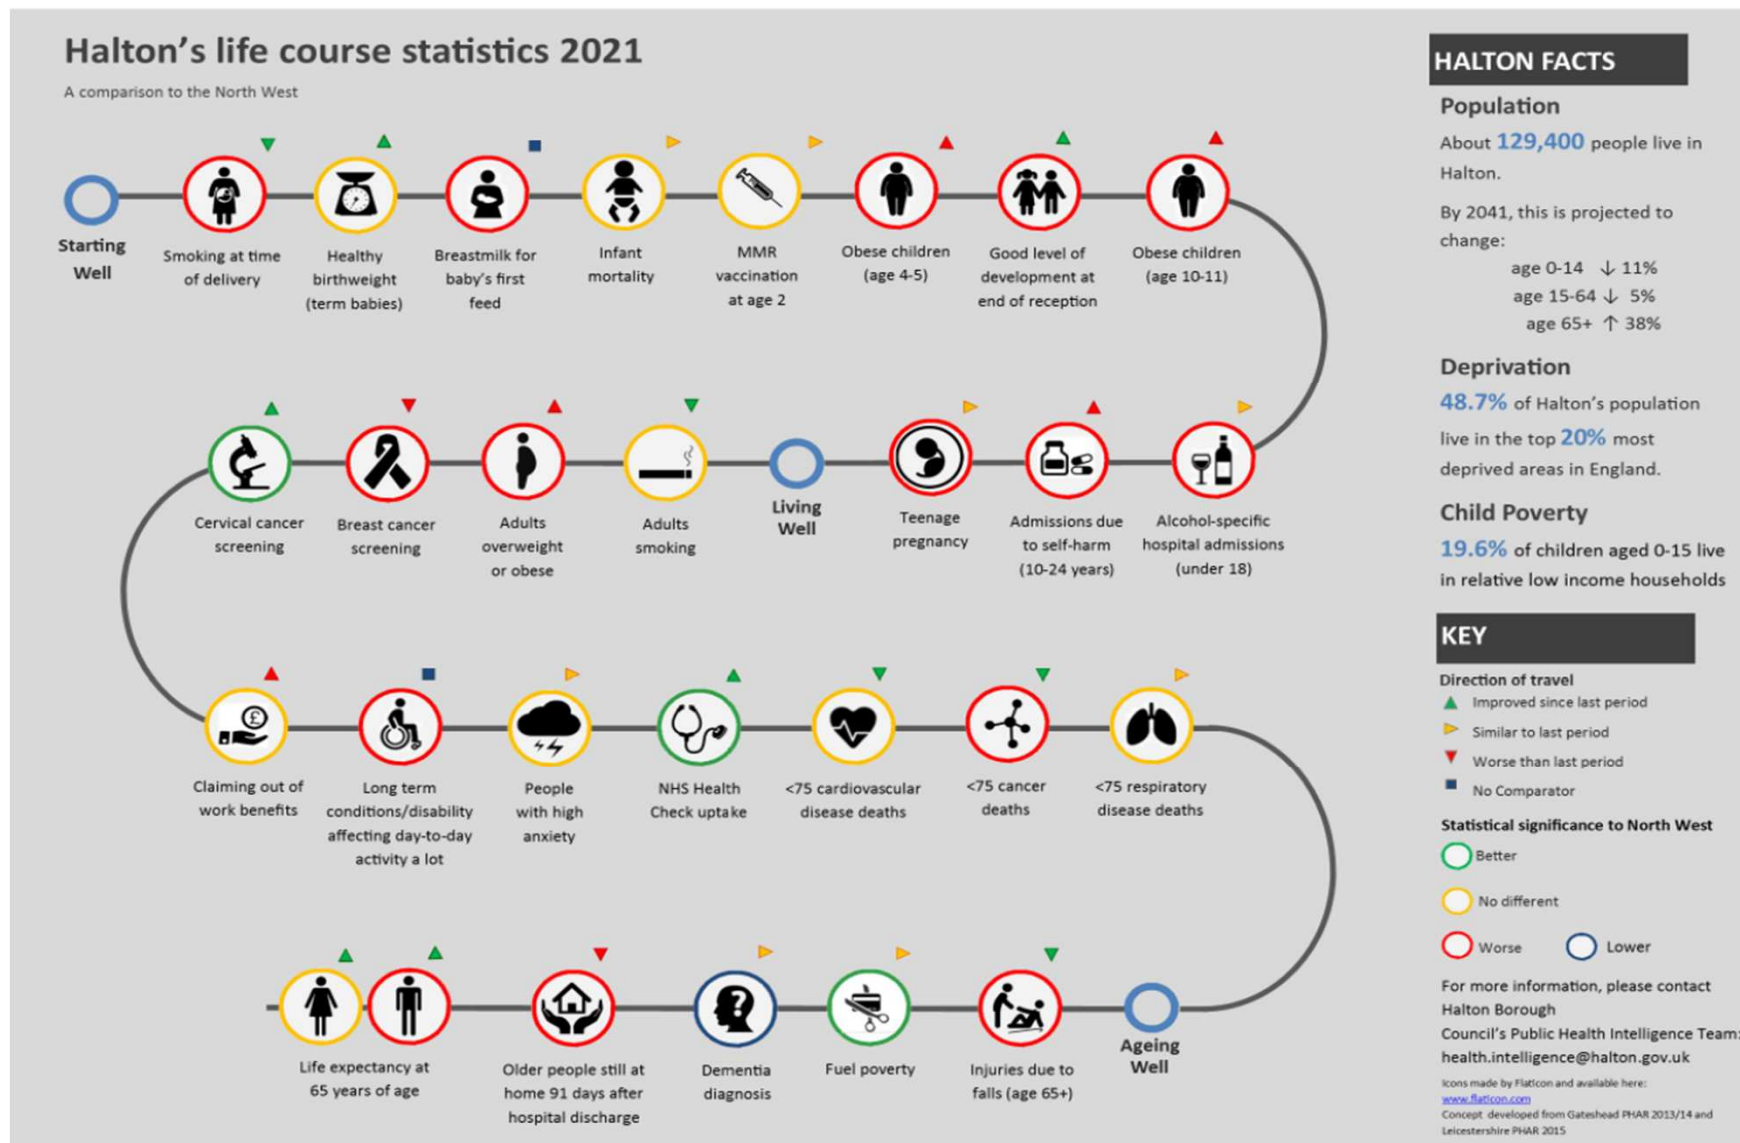 Halton's life course statistics 2021
A comparison to the North West
Starting
Well
Smoking at time
of delivery
Healthy
birthweight
(term babies)
Breastmilk for
baby's first
feed
Infant
mortality
MMR
vaccination
at age 2
Obese children
(age 4-5)
Good level of
development at
end of reception
Obese children
(age 10-11)
Cervical cancer
screening
Breast cancer
screening
Adults
overweight
or obese
Adults
smoking
Living
Well
Teenage
pregnancy
Admissions due
to self-harm
(10-24 years)
Alcohol-specific
hospital admissions
(under 18)
£
Claiming out of
work benefits
Long term
conditions/disability
affecting day-to-day
activity a lot
People
with high
anxiety
NHS Health
Check uptake
<75 cardiovascular
disease deaths
<75 cancer
deaths
<75 respiratory
disease deaths
Life expectancy at
65 years of age
Older people still at
home 91 days after
hospital discharge
?
Dementia
diagnosis
Fuel poverty
Injuries due to
falls (age 65+)
Ageing
Well
HALTON FACTS
Population
About 129,400 people live in
Halton.
By 2041, this is projected to
change:
age 0-14 ↓ 11%
age 15-64 ↓ 5%
age 65+ ↑ 38%
Deprivation
48.7% of Halton's population
live in the top 20% most
deprived areas in England.
Child Poverty
19.6% of children aged 0-15 live
in relative low income households
KEY
Direction of travel
Improved since last period
Similar to last period
Worse than last period
No Comparator
Statistical significance to North West
Better
No different
Worse Lower
For more information, please contact
Halton Borough
Council's Public Health Intelligence Team:
health.intelligence@halton.gov.uk
Icons made by Flaticon and available here:
www.flaticon.com
Concept developed from Gateshead PHAR 2013/14 and
Leicestershire PHAR 2015